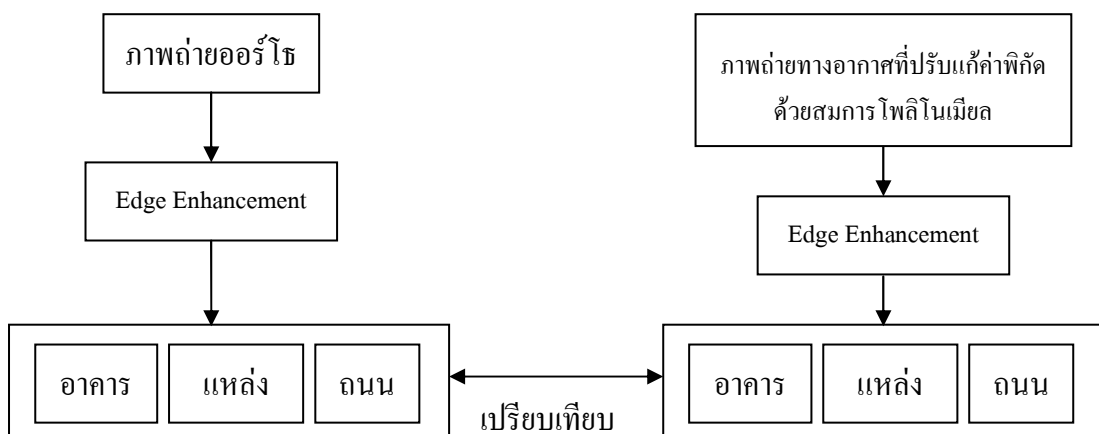 ภาพถ่ายออร์โธ
ภาพถ่ายทางอากาศที่ปรับแก้ค่าพิกัด
ด้วยสมการโพลิโนเมียล
Edge Enhancement
Edge Enhancement
อาคาร
แหล่ง
ถนน
เปรียบเทียบ
อาคาร
แหล่ง
ถนน